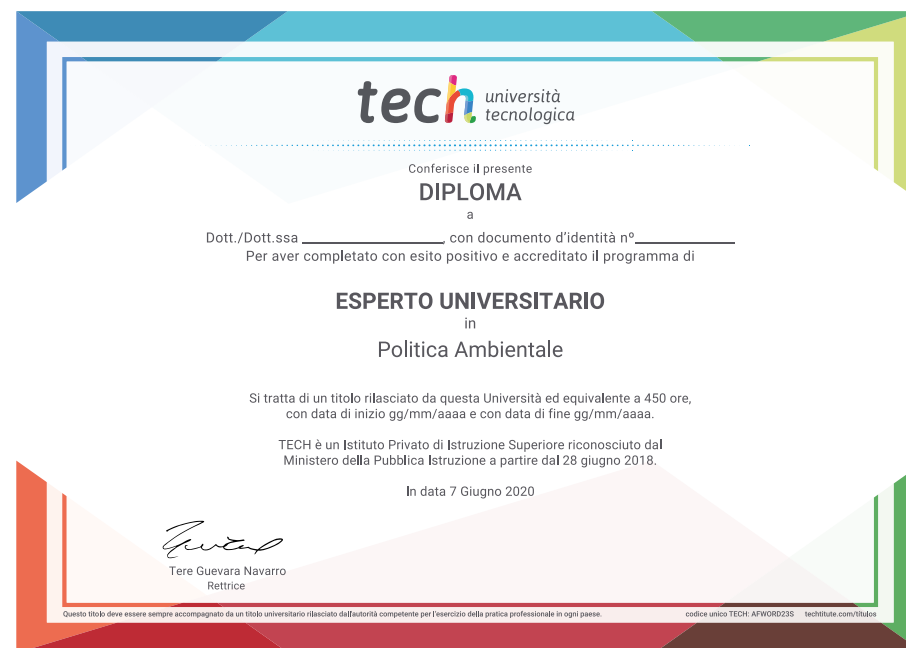 tech università
tecnologica
Conferisce il presente
DIPLOMA
a
Dott./Dott.ssa ____________________, con documento d'identità nº______________
Per aver completato con esito positivo e accreditato il programma di
ESPERTO UNIVERSITARIO
in
Politica Ambientale
Si tratta di un titolo rilasciato da questa Università ed equivalente a 450 ore,
con data di inizio gg/mm/aaaa e con data di fine gg/mm/aaaa.
TECH è un Istituto Privato di Istruzione Superiore riconosciuto dal
Ministero della Pubblica Istruzione a partire dal 28 giugno 2018.
In data 7 Giugno 2020
Tere Guevara Navarro
Rettrice
Questo titolo deve essere sempre accompagnato da un titolo universitario rilasciato dall'autorità competente per l'esercizio della pratica professionale in ogni paese. codice unico TECH: AFWORD23S techtitute.com/titulos